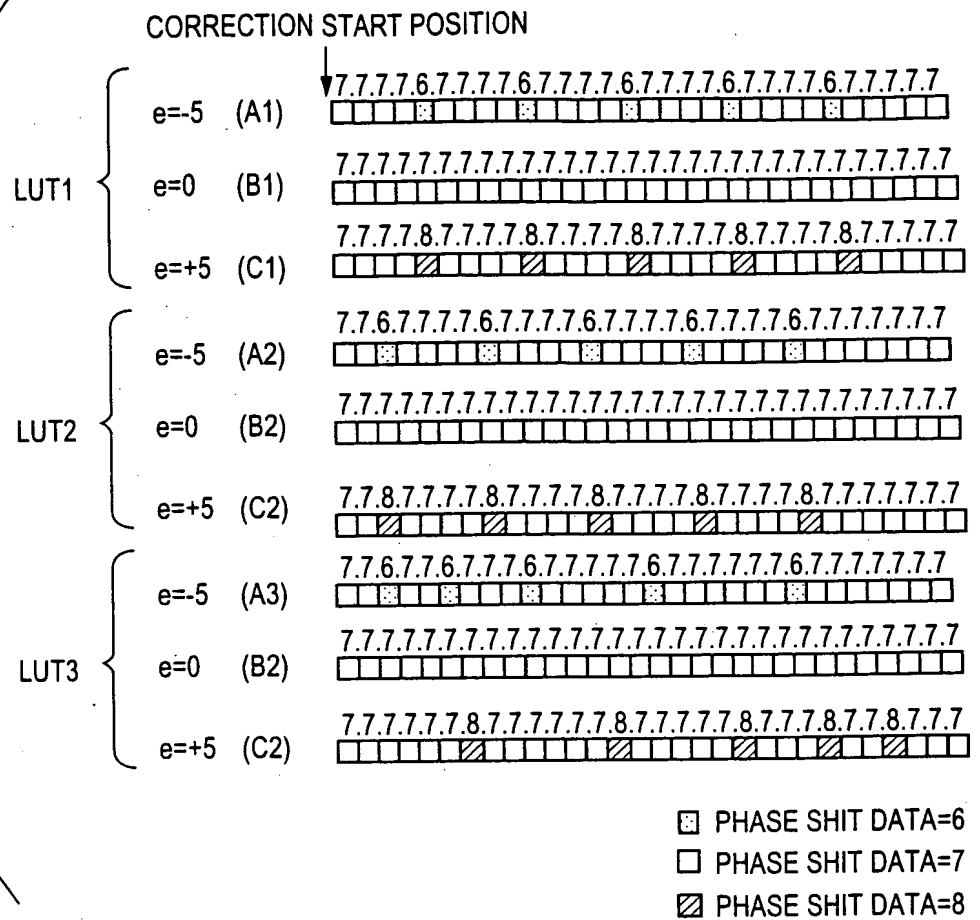 CORRECTION START POSITION
LUT1
e=-5 (A1) 7.7.7.7.6.7.7.7.7.6.7.7.7.7.6.7.7.7.7.6.7.7.7.7.6.7.7.7.7.7
e=0 (B1) 7.7.7.7.7.7.7.7.7.7.7.7.7.7.7.7.7.7.7.7.7.7.7.7.7.7.7.7.7.7
e=+5 (C1) 7.7.7.7.8.7.7.7.7.8.7.7.7.7.8.7.7.7.7.8.7.7.7.7.8.7.7.7.7.7
LUT2
e=-5 (A2) 7.7.6.7.7.7.7.6.7.7.7.7.6.7.7.7.7.6.7.7.7.7.6.7.7.7.7.7.7.7
e=0 (B2) 7.7.7.7.7.7.7.7.7.7.7.7.7.7.7.7.7.7.7.7.7.7.7.7.7.7.7.7.7.7
e=+5 (C2) 7.7.8.7.7.7.7.8.7.7.7.7.8.7.7.7.7.8.7.7.7.7.8.7.7.7.7.7.7.7
LUT3
e=-5 (A3) 7.7.6.7.7.6.7.7.7.6.7.7.7.7.7.6.7.7.7.7.7.7.6.7.7.7.7.7.7.7
e=0 (B2) 7.7.7.7.7.7.7.7.7.7.7.7.7.7.7.7.7.7.7.7.7.7.7.7.7.7.7.7.7.7
e=+5 (C2) 7.7.7.7.7.7.8.7.7.7.7.7.7.8.7.7.7.7.7.8.7.7.7.8.7.7.8.7.7.7
PHASE SHIT DATA=6
PHASE SHIT DATA=7
PHASE SHIT DATA=8